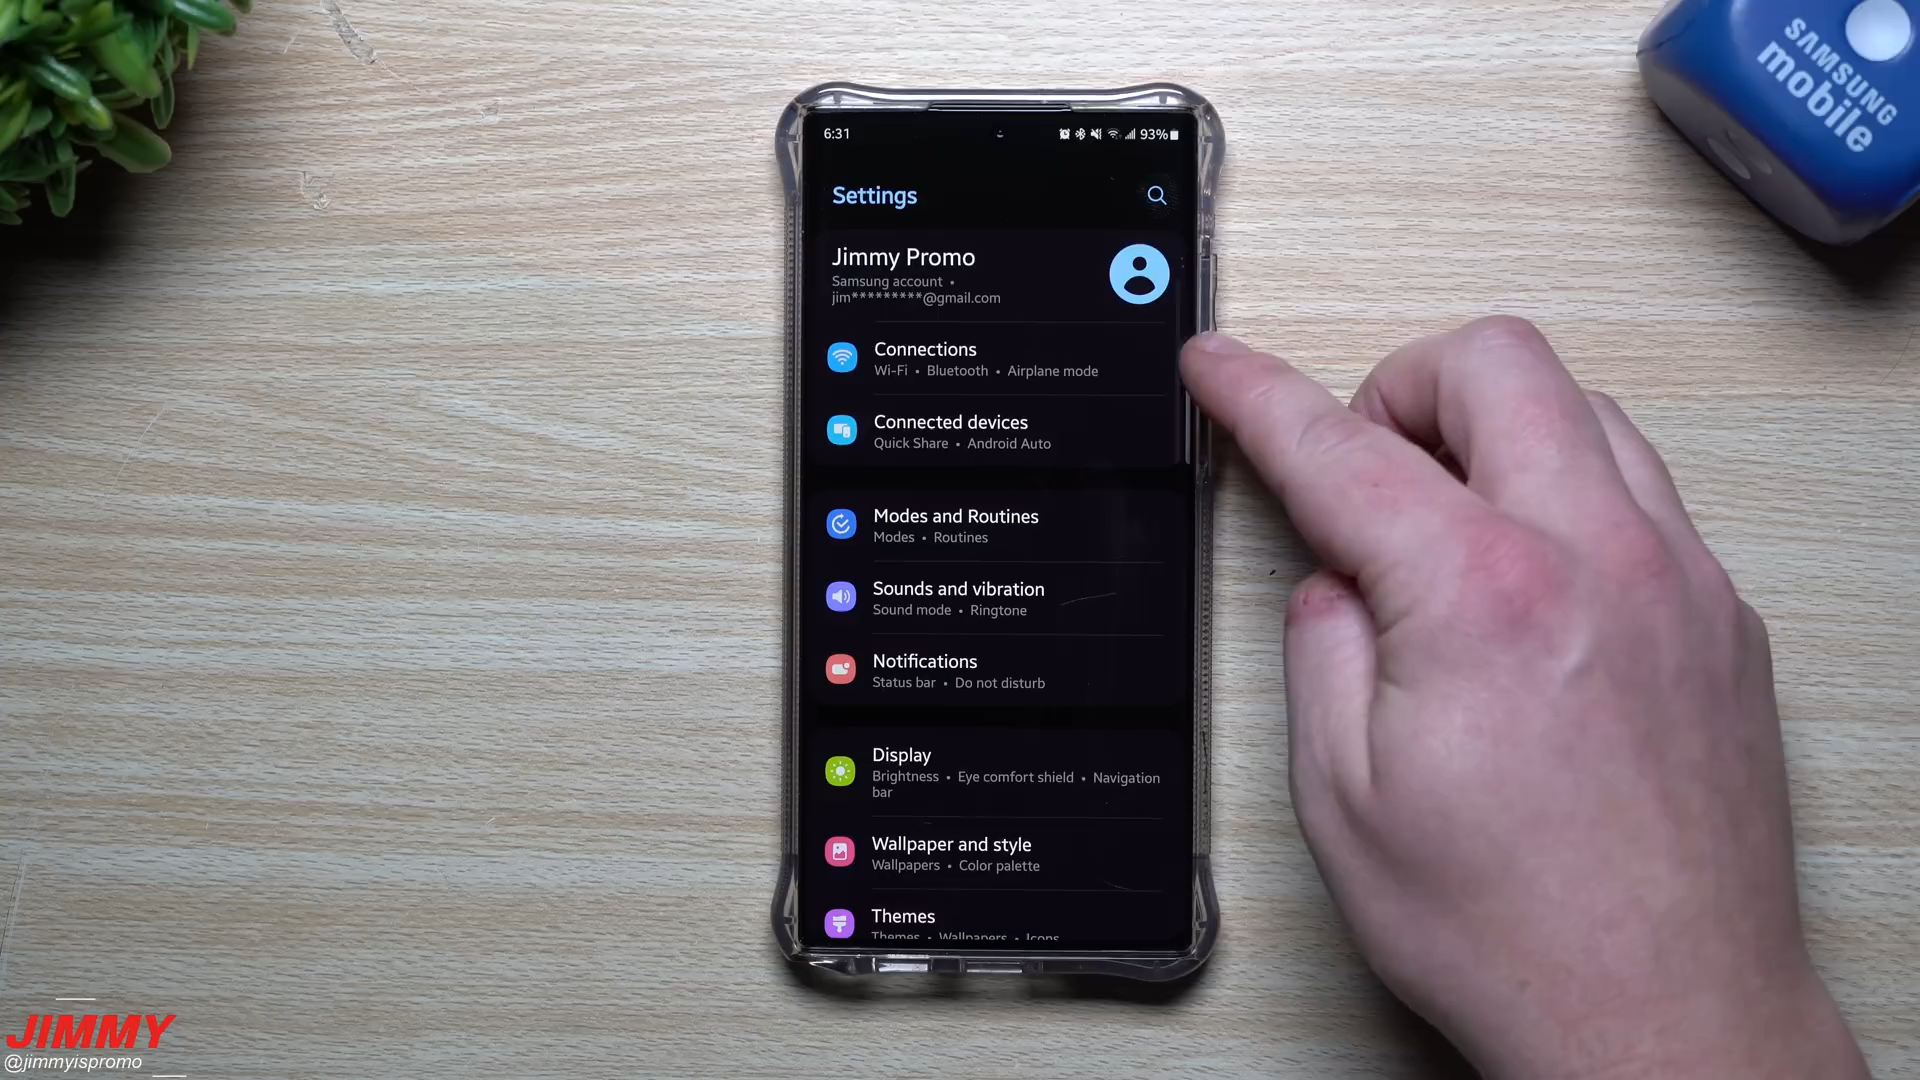 SAMSUNG
mobile
6:31
93%
Settings
Jimmy Promo
Samsung account •
jim*********@gmail.com
Connections
Wi-Fi • Bluetooth • Airplane mode
Connected devices
Quick Share • Android Auto
Modes and Routines
Modes • Routines
Sounds and vibration
Sound mode • Ringtone
Notifications
Status bar • Do not disturb
Display
Brightness • Eye comfort shield • Navigation
bar
Wallpaper and style
Wallpapers • Color palette
Themes
Themes • Wallpapers • Icons
JIMMY
@jimmyispromo